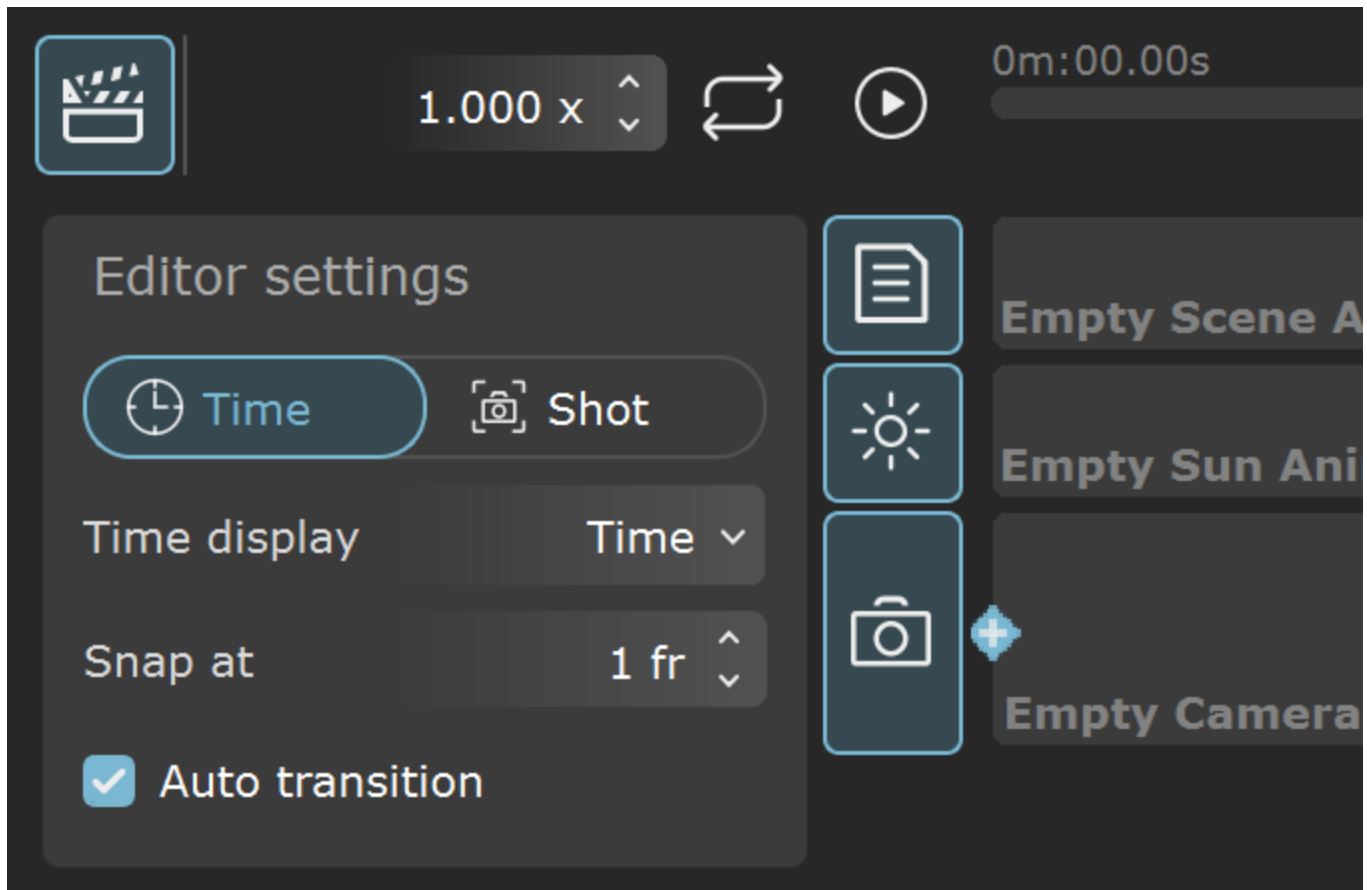 1.000 x
0m:00.00s
Editor settings
Time
Shot
Time display
Time
Snap at
1 fr
Auto transition
Empty Scene A
Empty Sun Ani
Empty Camera